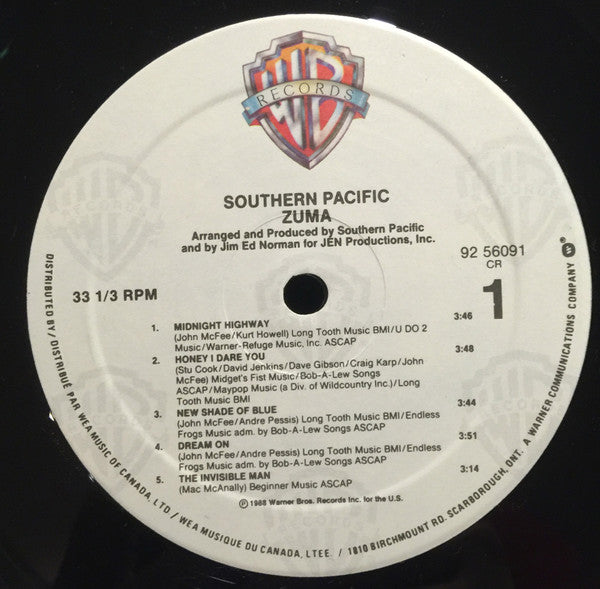 WB
RECORDS
SOUTHERN PACIFIC
ZUMA
Arranged and Produced by Southern Pacific
and by Jim Ed Norman for JEN Productions, Inc.
92 56091
CR
33 1/3 RPM
1
1. MIDNIGHT HIGHWAY 3:46
(John McFee/Kurt Howell) Long Tooth Music BMI/U DO 2
Music/Warner-Refuge Music, Inc. ASCAP
2. HONEY I DARE YOU 3:48
(Stu Cook/David Jenkins/Dave Gibson/Craig Karp/John
McFee) Midget's Fist Music/Bob-A-Lew Songs
ASCAP/Maypop Music (a Div. of Wildcountry Inc.)/Long
Tooth Music BMI
3. NEW SHADE OF BLUE 3:44
(John McFee/Andre Pessis) Long Tooth Music BMI/Endless
Frogs Music adm. by Bob-A-Lew Songs ASCAP
4. DREAM ON 3:51
(John McFee/Andre Pessis) Long Tooth Music BMI/Endless
Frogs Music adm. by Bob-A-Lew Songs ASCAP
5. THE INVISIBLE MAN 3:14
(Mac McAnally) Beginner Music ASCAP
℗ 1988 Warner Bros. Records Inc. for the U.S.
DISTRIBUTED BY / DISTRIBUÉ PAR WEA MUSIC OF CANADA, LTD / WEA MUSIQUE DU CANADA, LTEE. / 1810 BIRCHMOUNT RD. SCARBOROUGH, ONT. A WARNER COMMUNICATIONS COMPANY